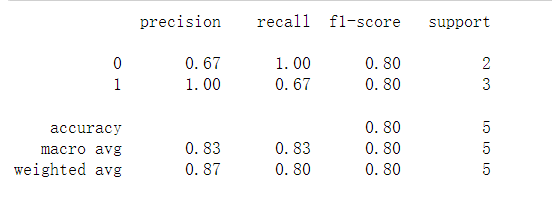 precision recall f1-score support
0 0.67 1.00 0.80 2
1 1.00 0.67 0.80 3
accuracy 0.80 5
macro avg 0.83 0.83 0.80 5
weighted avg 0.87 0.80 0.80 5